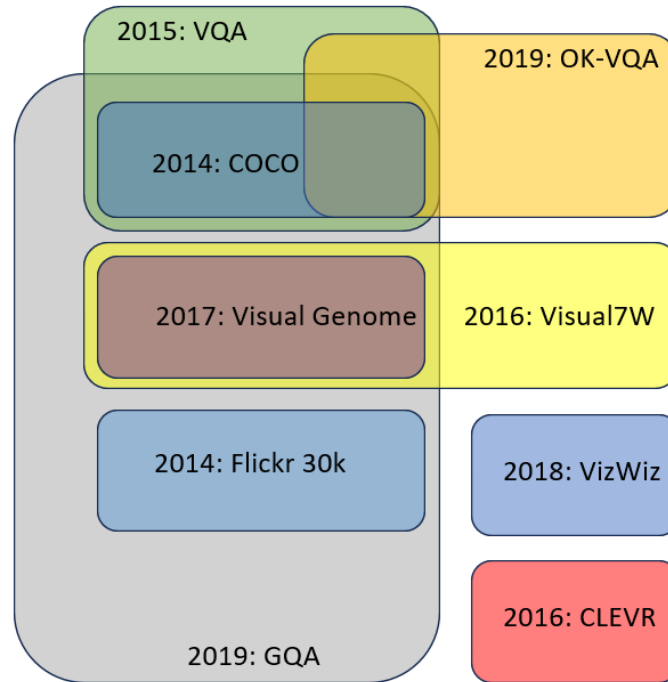 2015: VQA
2019: OK-VQA
2014: COCO
2017: Visual Genome
2016: Visual7W
2014: Flickr 30k
2018: VizWiz
2016: CLEVR
2019: GQA